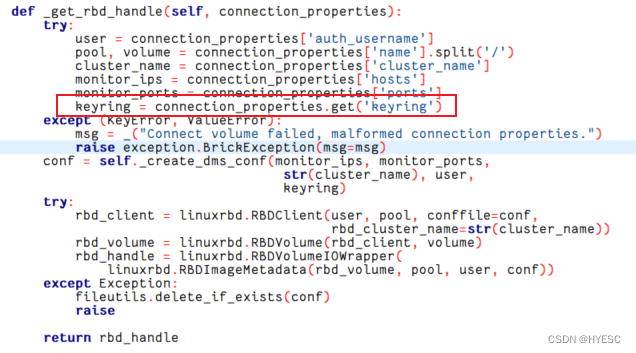 def _get_rbd_handle(self, connection_properties):
    try:
        user = connection_properties['auth_username']
        pool, volume = connection_properties['name'].split('/')
        cluster_name = connection_properties['cluster_name']
        monitor_ips = connection_properties['hosts']
        monitor_ports = connection_properties['ports']
        keyring = connection_properties.get('keyring')
    except (KeyError, ValueError):
        msg = _("Connect volume failed, malformed connection properties.")
        raise exception.BrickException(msg=msg)
    conf = self._create_dms_conf(monitor_ips, monitor_ports,
                                 str(cluster_name), user,
                                 keyring)
    try:
        rbd_client = linuxrbd.RBDClient(user, pool, conffile=conf,
                                        rbd_cluster_name=str(cluster_name))
        rbd_volume = linuxrbd.RBDVolume(rbd_client, volume)
        rbd_handle = linuxrbd.RBDVolumeIOWrapper(
            linuxrbd.RBDImageMetadata(rbd_volume, pool, user, conf))
    except Exception:
        fileutils.delete_if_exists(conf)
        raise

    return rbd_handle
CSDN @HYESC